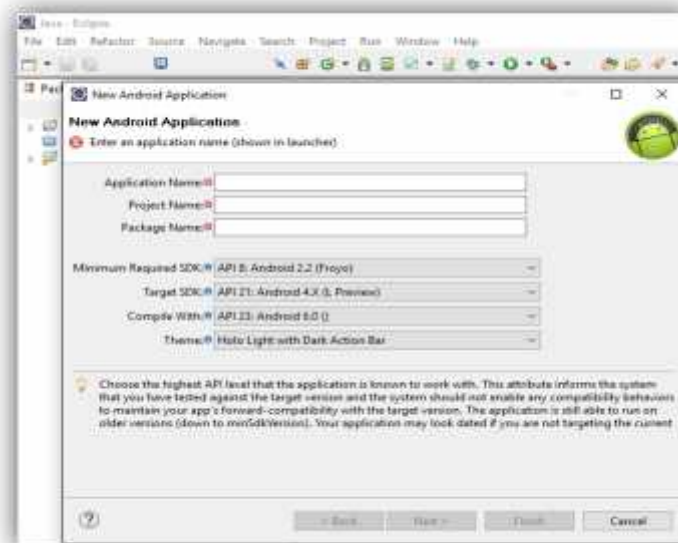 Java - Eclipse
File Edit Refactor Source Navigate Search Project Run Window Help
New Android Application
New Android Application
Enter an application name (shown in launcher)
Application Name:
Project Name:
Package Name:
Minimum Required SDK: API 8: Android 2.2 (Froyo)
Target SDK: API 21: Android 4.X (L Preview)
Compile With: API 23: Android 6.0 ()
Theme: Holo Light with Dark Action Bar
Choose the highest API level that the application is known to work with. This attribute informs the system
that you have tested against the target version and the system should not enable any compatibility behaviors
to maintain your app's forward-compatibility with the target version. The application is still able to run on
older versions (down to minSdkVersion). Your application may look dated if you are not targeting the current
? < Back Next > Finish Cancel